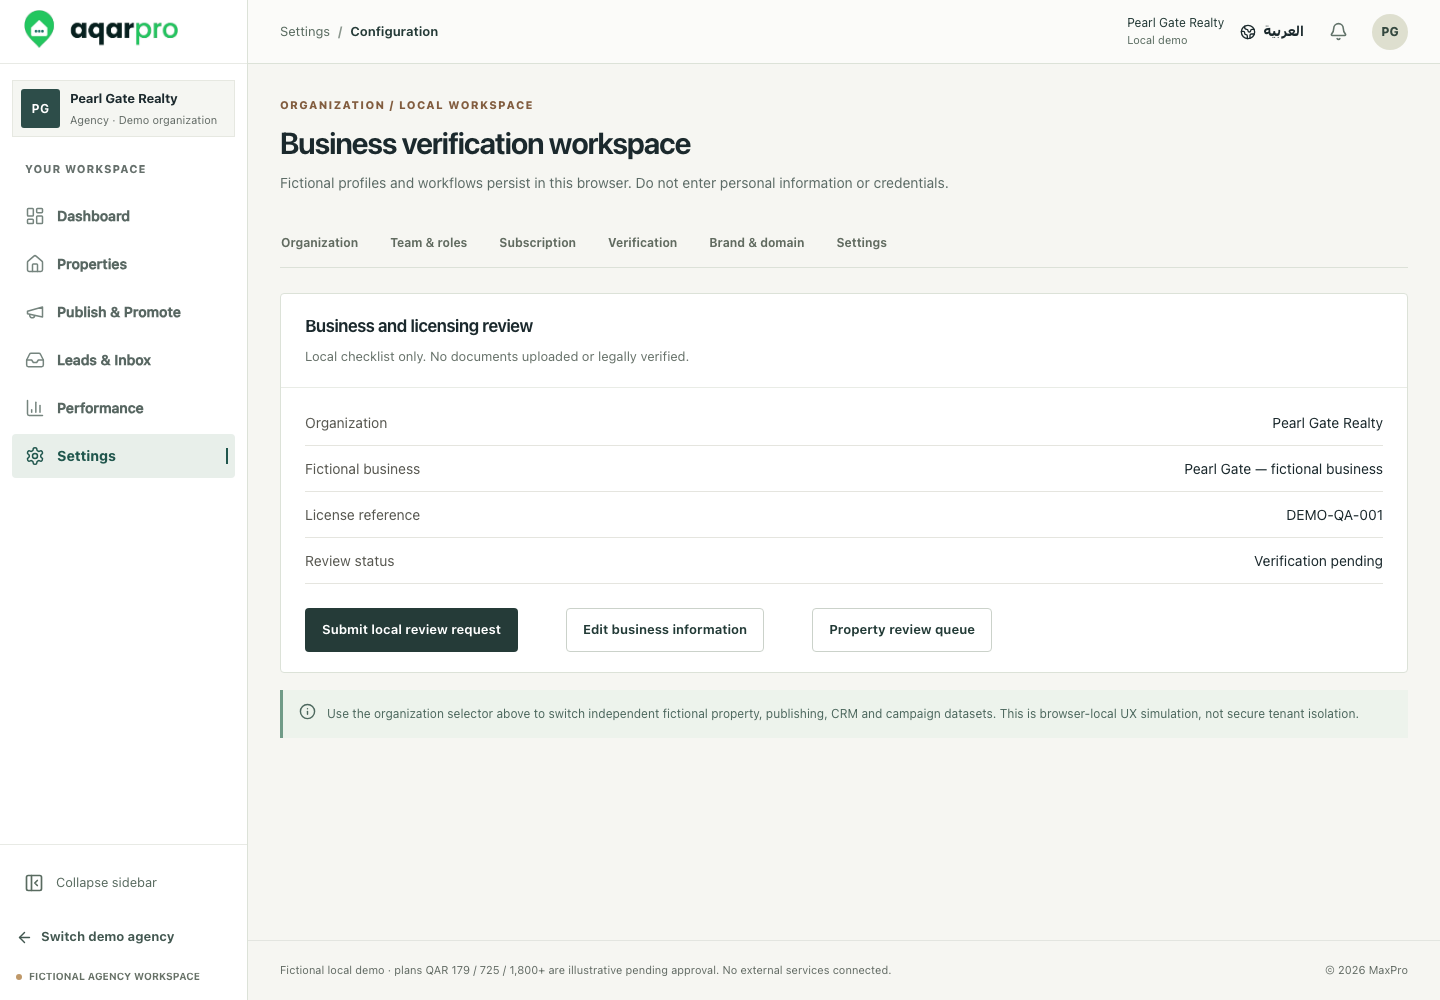 aqarpro
PG
Pearl Gate Realty
Agency · Demo organization
YOUR WORKSPACE
Dashboard
Properties
Publish & Promote
Leads & Inbox
Performance
Settings
Collapse sidebar
Switch demo agency
FICTIONAL AGENCY WORKSPACE
Settings / Configuration
Pearl Gate Realty
Local demo
العربية
PG
ORGANIZATION / LOCAL WORKSPACE
Business verification workspace
Fictional profiles and workflows persist in this browser. Do not enter personal information or credentials.
Organization Team & roles Subscription Verification Brand & domain Settings
Business and licensing review
Local checklist only. No documents uploaded or legally verified.
Organization Pearl Gate Realty
Fictional business Pearl Gate — fictional business
License reference DEMO-QA-001
Review status Verification pending
Submit local review request Edit business information Property review queue
Use the organization selector above to switch independent fictional property, publishing, CRM and campaign datasets. This is browser-local UX simulation, not secure tenant isolation.
Fictional local demo · plans QAR 179 / 725 / 1,800+ are illustrative pending approval. No external services connected.
© 2026 MaxPro